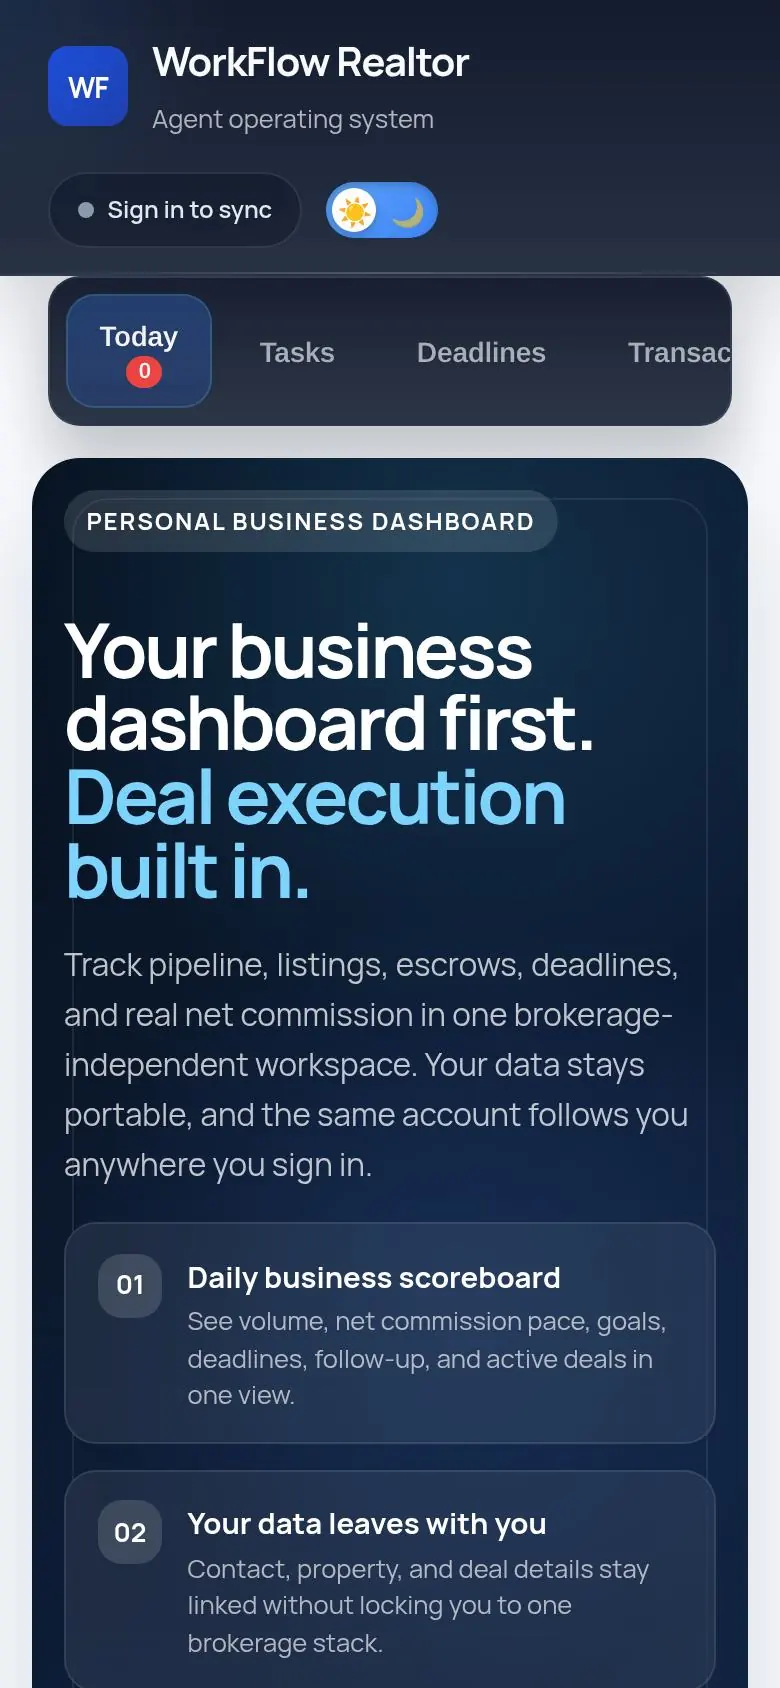 WF
WorkFlow Realtor
Agent operating system
Sign in to sync
Today
0
Tasks
Deadlines
Transac
PERSONAL BUSINESS DASHBOARD
Your business
dashboard first.
Deal execution
built in.
Track pipeline, listings, escrows, deadlines,
and real net commission in one brokerage-
independent workspace. Your data stays
portable, and the same account follows you
anywhere you sign in.
01
Daily business scoreboard
See volume, net commission pace, goals,
deadlines, follow-up, and active deals in
one view.
02
Your data leaves with you
Contact, property, and deal details stay
linked without locking you to one
brokerage stack.